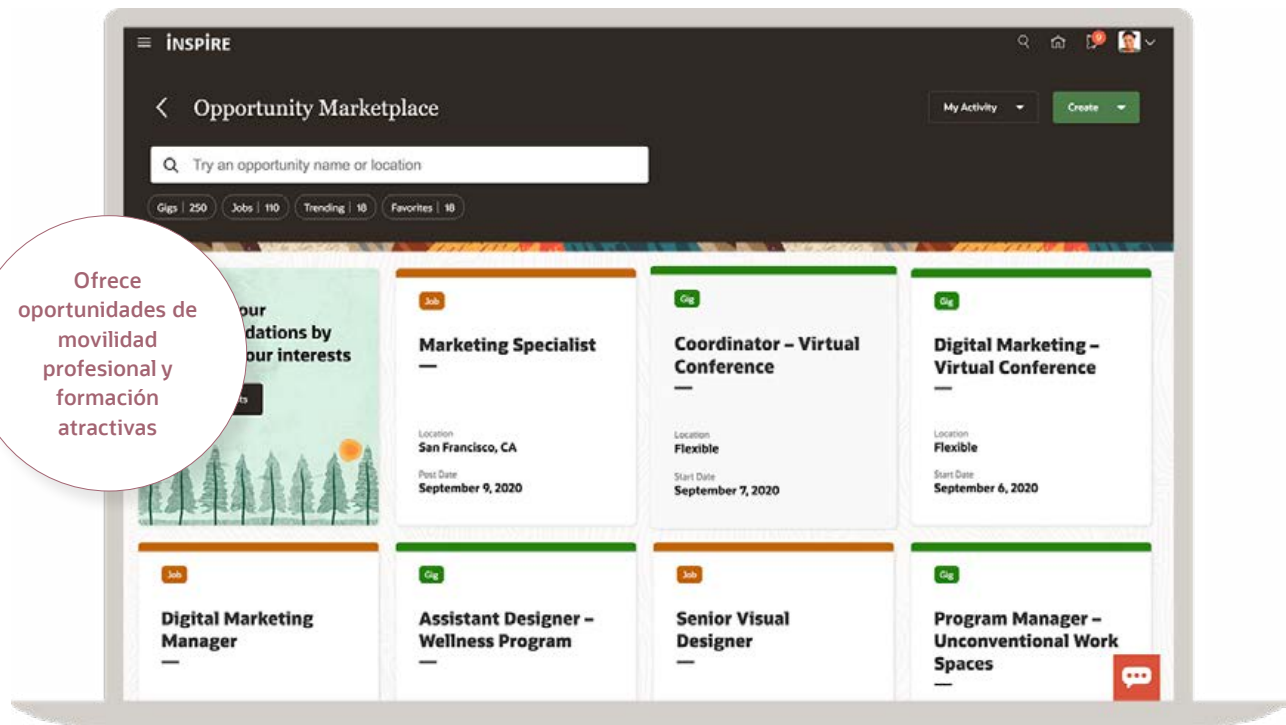 INSPIRE
9
Opportunity Marketplace
My Activity
Create
Try an opportunity name or location
Gigs | 250
Jobs | 110
Trending | 18
Favorites | 18
Ofrece
oportunidades de
movilidad
profesional y
formación
atractivas
our
dations by
our interests
ts
Job
Marketing Specialist
Location
San Francisco, CA
Post Date
September 9, 2020
Gig
Coordinator – Virtual
Conference
Location
Flexible
Start Date
September 7, 2020
Gig
Digital Marketing –
Virtual Conference
Location
Flexible
Start Date
September 6, 2020
Job
Digital Marketing
Manager
Gig
Assistant Designer –
Wellness Program
Job
Senior Visual
Designer
Gig
Program Manager –
Unconventional Work
Spaces